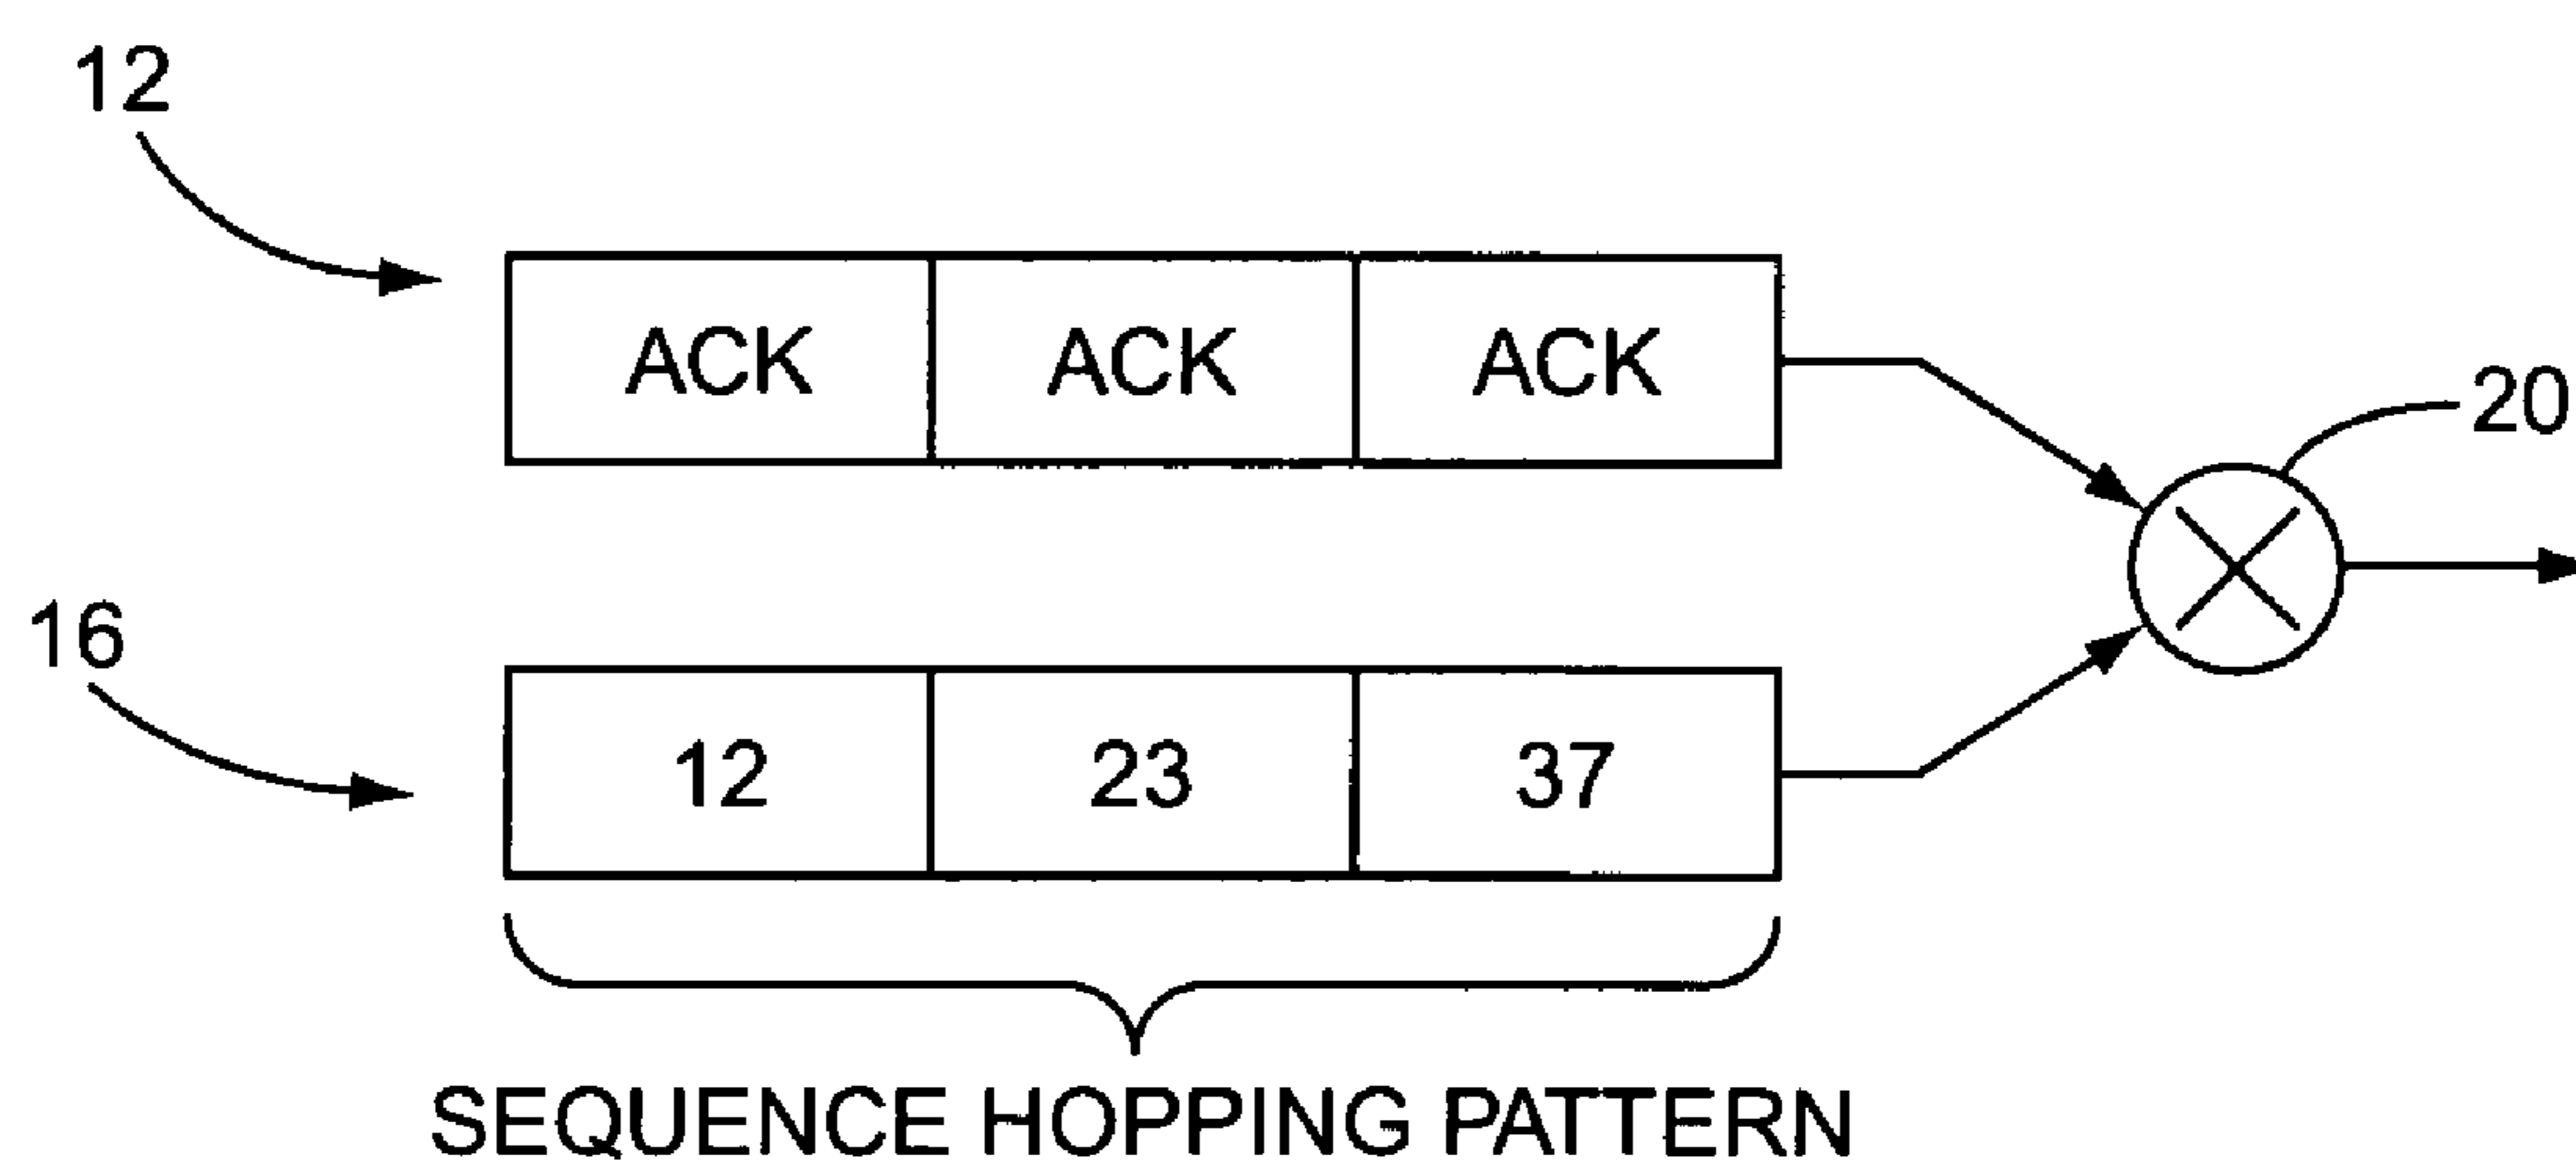 12
ACK ACK ACK
20
16
12 23 37
SEQUENCE HOPPING PATTERN